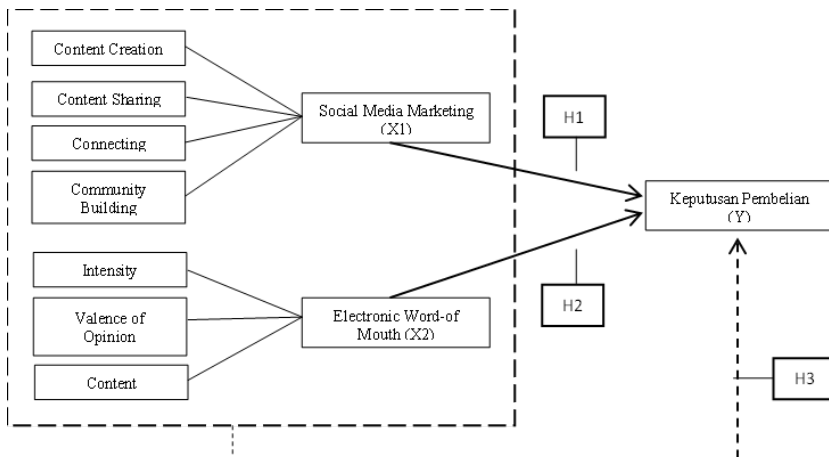 Content Creation
Content Sharing
Connecting
Community
Building
Social Media Marketing
(X1)
H1
Keputusan Pembelian
(Y)
Intensity
Valence of
Opinion
Content
Electronic Word-of
Mouth (X2)
H2
H3